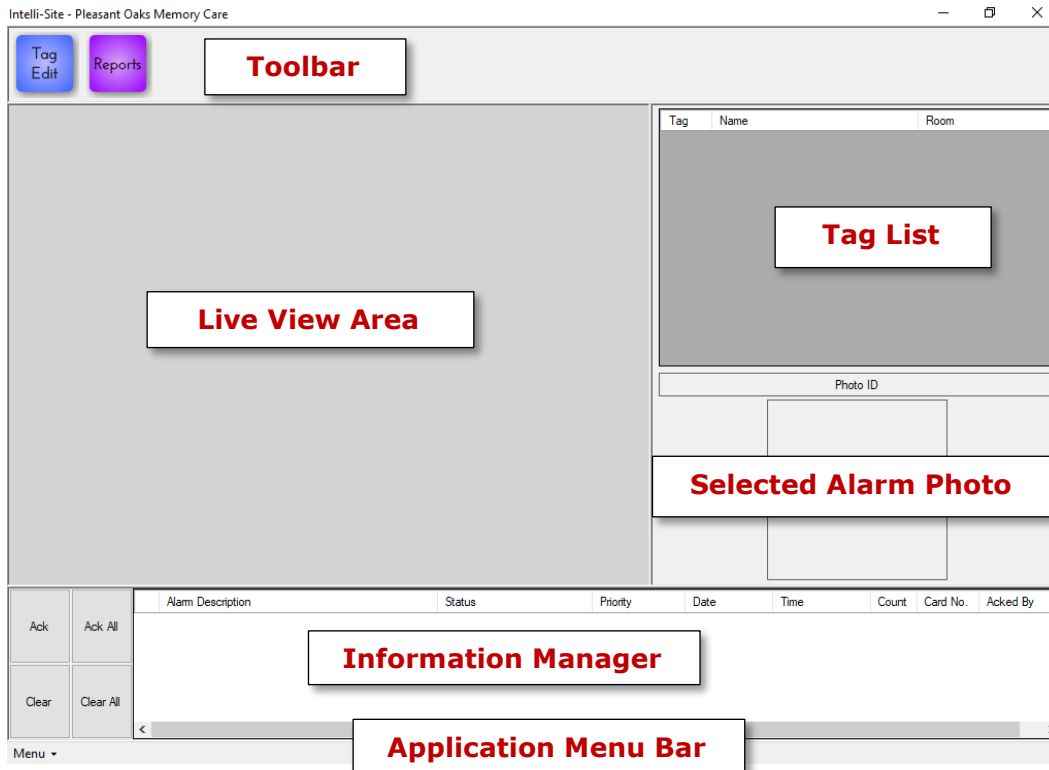 Intelli-Site - Pleasant Oaks Memory Care
Tag
Edit
Reports
Toolbar
Tag Name Room
Tag List
Live View Area
Photo ID
Selected Alarm Photo
Alarm Description Status Priority Date Time Count Card No. Acked By
Ack Ack All
Information Manager
Clear Clear All
Application Menu Bar
Menu